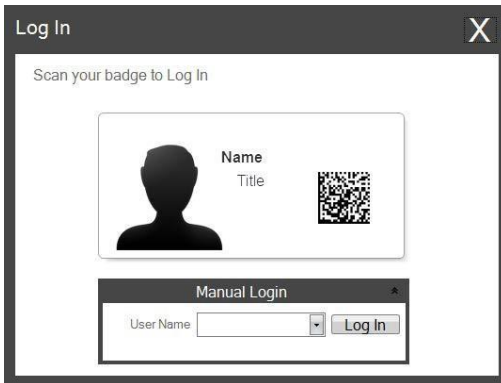 Log In
X
Scan your badge to Log In
Name
Title
Manual Login
User Name
Log In